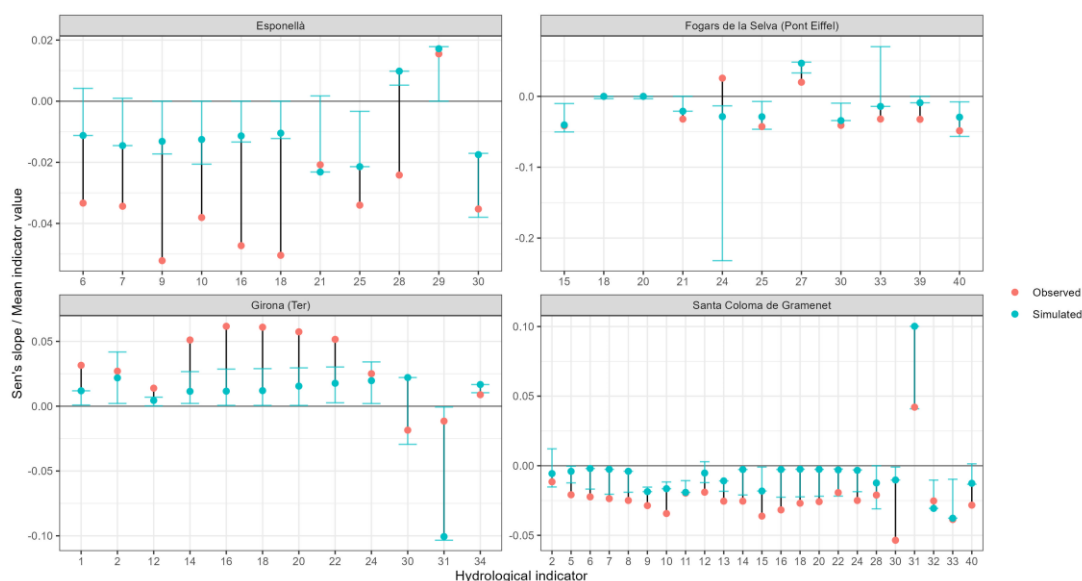 Esponellà
Fogars de la Selva (Pont Eiffel)
0.02
0.00
-0.02
-0.04
6 7 9 10 16 18 21 25 28 29 30
0.0
-0.1
-0.2
15 18 20 21 24 25 27 30 33 39 40
Girona (Ter)
Santa Coloma de Gramenet
0.05
0.00
-0.05
-0.10
1 2 12 14 16 18 20 22 24 30 31 34
0.10
0.05
-0.00
-0.05
2 5 6 7 8 9 10 11 12 13 14 15 16 18 20 22 24 28 30 31 32 33 40
Sen's slope / Mean indicator value
Hydrological indicator
Observed
Simulated